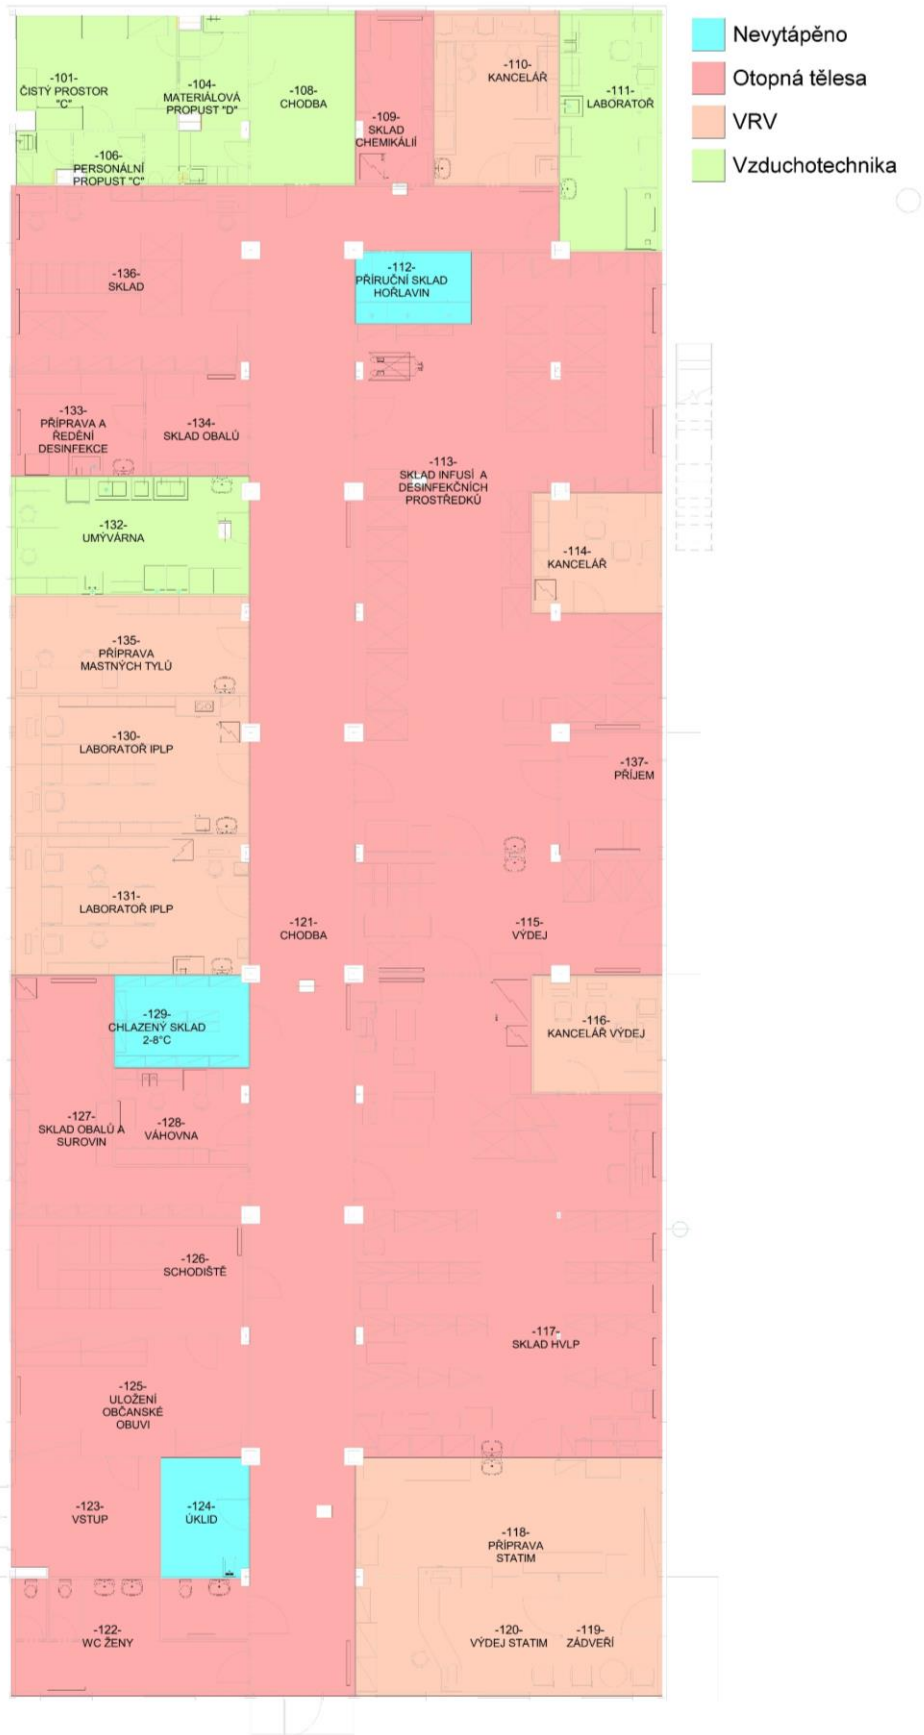 Nevytápěno
Otopná tělesa
VRV
Vzduchotechnika
-101-
ČISTÝ PROSTOR
"C"
-104-
MATERIÁLOVÁ
PROPUST "D"
-108-
CHODBA
-109-
SKLAD
CHEMIKÁLIÍ
-110-
KANCELÁŘ
-111-
LABORATOŘ
-106-
PERSONÁLNÍ
PROPUST "C"
-136-
SKLAD
-112-
PŘÍRUČNÍ SKLAD
HOŘLAVIN
-133-
PŘÍPRAVA A
ŘEDĚNÍ
DESINFEKCE
-134-
SKLAD OBALŮ
-113-
SKLAD INFUSÍ A
DESINFEKČNÍCH
PROSTŘEDKŮ
-132-
UMÝVÁRNA
-114-
KANCELÁŘ
-135-
PŘÍPRAVA
MASTNÝCH TYLŮ
-130-
LABORATOŘ IPLP
-137-
PŘÍJEM
-131-
LABORATOŘ IPLP
-121-
CHODBA
-115-
VÝDEJ
-129-
CHLAZENÝ SKLAD
2-8°C
-116-
KANCELÁŘ VÝDEJ
-127-
SKLAD OBALŮ A
SUROVIN
-128-
VÁHOVNA
-126-
SCHODIŠTĚ
-117-
SKLAD HVLP
-125-
ULOŽENÍ
OBČANSKÉ
OBUVI
-123-
VSTUP
-124-
ÚKLID
-118-
PŘÍPRAVA
STATIM
-122-
WC ŽENY
-120-
VÝDEJ STATIM
-119-
ZÁDVEŘÍ